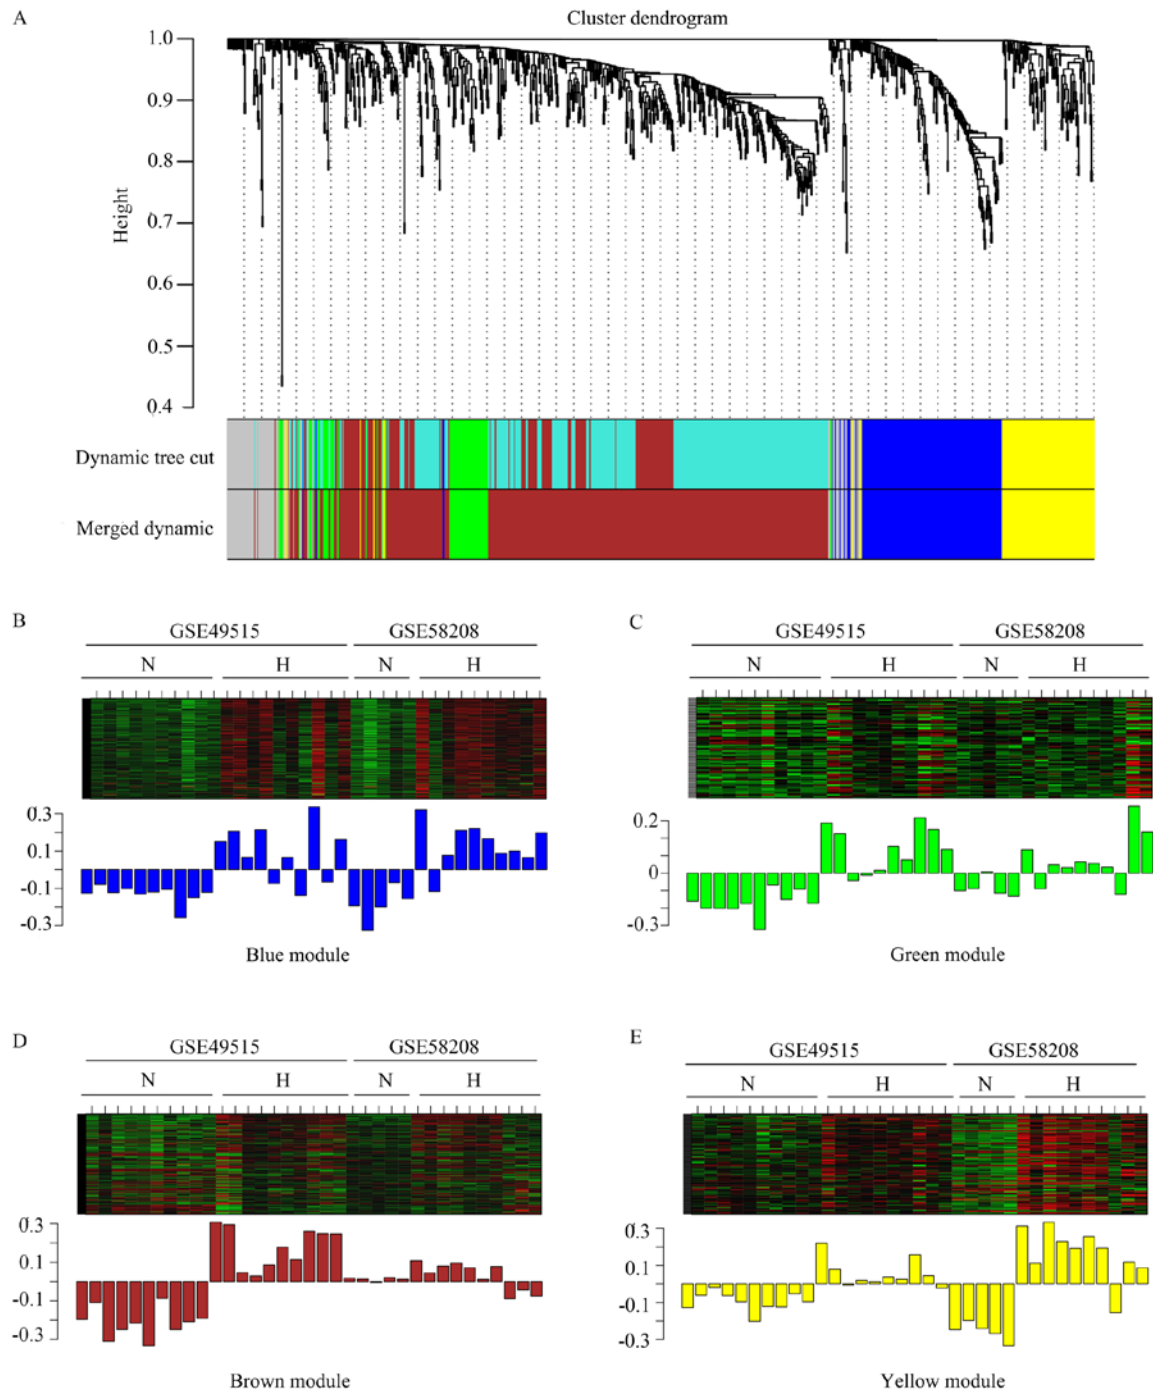 A
Cluster dendrogram
1.0
0.9
0.8
0.7
0.6
0.5
0.4
Height
Dynamic tree cut
Merged dynamic
B
GSE49515 GSE58208
N H N H
0.3
0.1
-0.1
-0.3
Blue module
C
GSE49515 GSE58208
N H N H
0.2
0
-0.3
Green module
D
GSE49515 GSE58208
N H N H
0.3
0.1
-0.1
-0.3
Brown module
E
GSE49515 GSE58208
N H N H
0.3
0.1
-0.1
-0.3
Yellow module